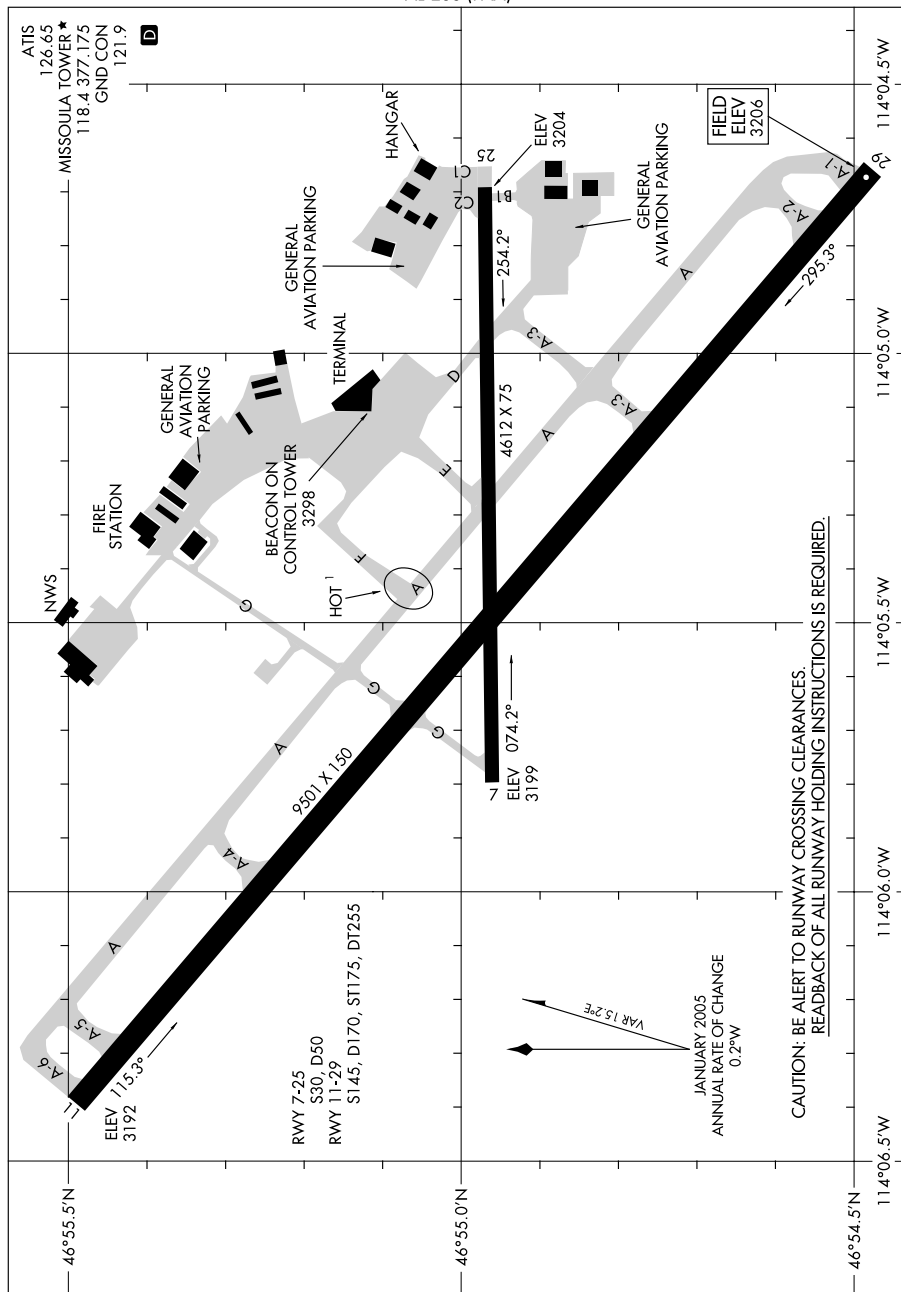 ATIS
126.65
MISSOULA TOWER ★
118.4 377.175
GND CON
121.9
D
HANGAR
GENERAL
AVIATION PARKING
C1
25
C2
B1
ELEV
3204
GENERAL
AVIATION PARKING
FIELD
ELEV
3206
A-1
29
A-2
295.3°
A
254.2°
A-3
A-3
A
D
E
4612 X 75
TERMINAL
GENERAL
AVIATION
PARKING
BEACON ON
CONTROL TOWER
3298
FIRE
STATION
F
HOT 1
A
NWS
G
G
G
074.2°
7
ELEV
3199
A
9501 X 150
A-4
A
A-5
A-6
11
115.3°
ELEV
3192
RWY 7-25
S30, D50
RWY 11-29
S145, D170, ST175, DT255
VAR 15.2°E
JANUARY 2005
ANNUAL RATE OF CHANGE
0.2°W
CAUTION: BE ALERT TO RUNWAY CROSSING CLEARANCES.
READBACK OF ALL RUNWAY HOLDING INSTRUCTIONS IS REQUIRED.
46°55.5'N
46°55.0'N
46°54.5'N
114°06.5'W
114°06.0'W
114°05.5'W
114°05.0'W
114°04.5'W